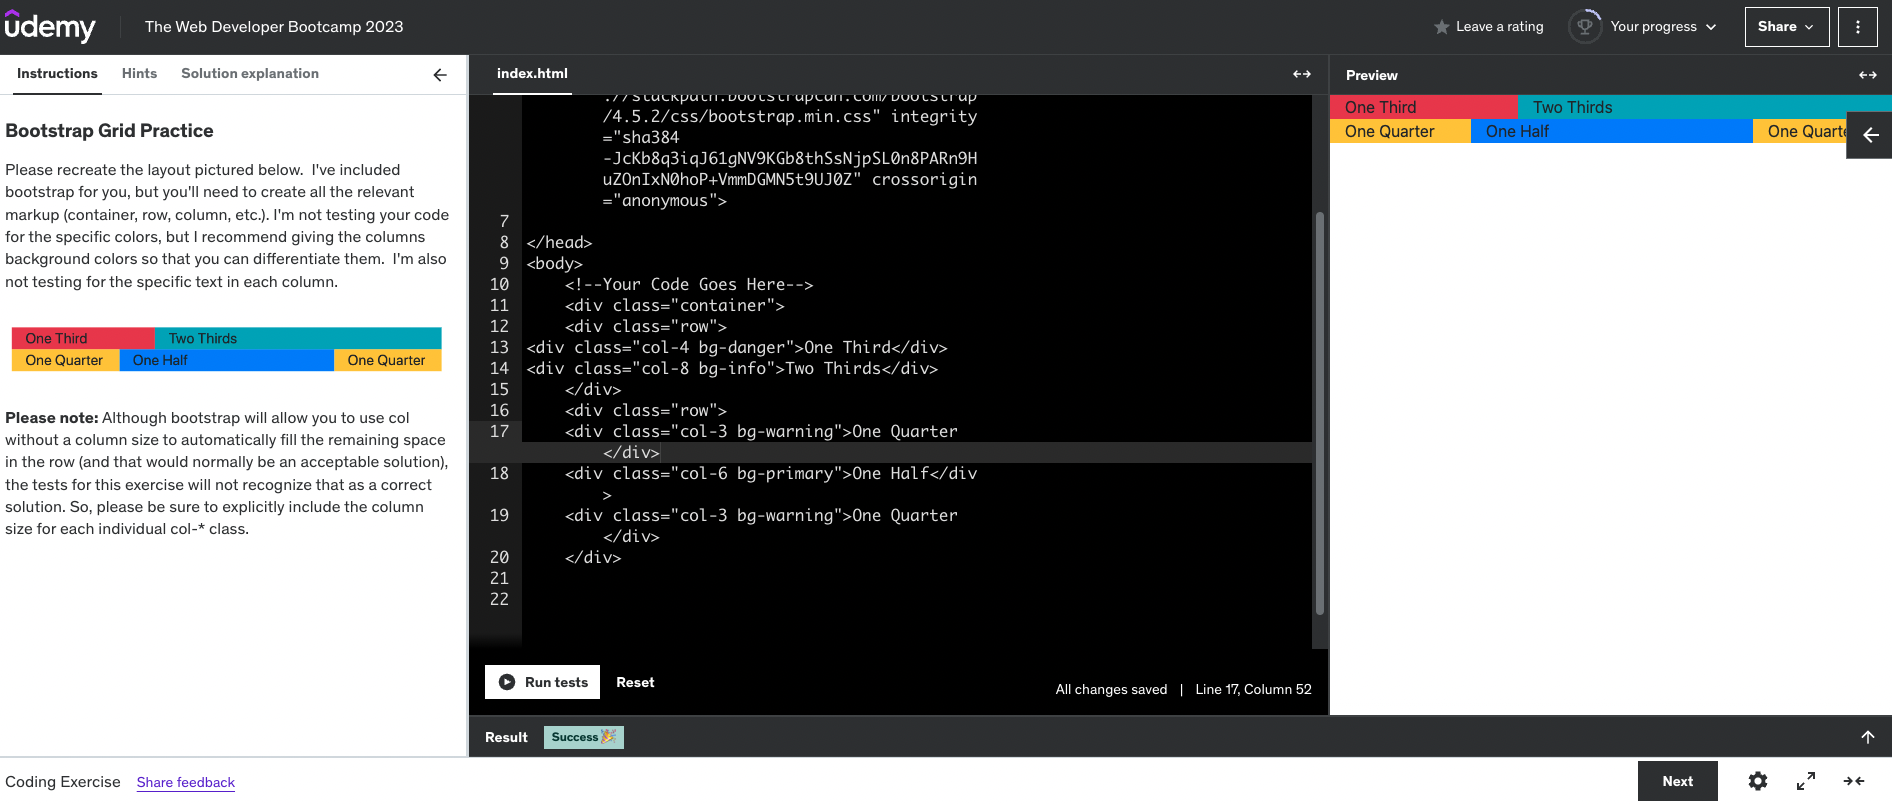 udemy
The Web Developer Bootcamp 2023
Leave a rating
Your progress
Share
Instructions
Hints
Solution explanation
Bootstrap Grid Practice
Please recreate the layout pictured below.  I've included
bootstrap for you, but you'll need to create all the relevant
markup (container, row, column, etc.). I'm not testing your code
for the specific colors, but I recommend giving the columns
background colors so that you can differentiate them.  I'm also
not testing for the specific text in each column.
One Third Two Thirds
One Quarter One Half One Quarter
Please note: Although bootstrap will allow you to use col
without a column size to automatically fill the remaining space
in the row (and that would normally be an acceptable solution),
the tests for this exercise will not recognize that as a correct
solution. So, please be sure to explicitly include the column
size for each individual col-* class.
index.html
://stackpath.bootstrapcdn.com/bootstrap
/4.5.2/css/bootstrap.min.css" integrity
="sha384
-JcKb8q3iqJ61gNV9KGb8thSsNjpSL0n8PARn9H
uZOnIxN0hoP+VmmDGMN5t9UJ0Z" crossorigin
="anonymous">
7
8 </head>
9 <body>
10 <!--Your Code Goes Here-->
11 <div class="container">
12 <div class="row">
13 <div class="col-4 bg-danger">One Third</div>
14 <div class="col-8 bg-info">Two Thirds</div>
15 </div>
16 <div class="row">
17 <div class="col-3 bg-warning">One Quarter
</div>
18 <div class="col-6 bg-primary">One Half</div
>
19 <div class="col-3 bg-warning">One Quarter
</div>
20 </div>
21
22
Run tests
Reset
All changes saved | Line 17, Column 52
Result
Success
Preview
One Third Two Thirds
One Quarter One Half One Quarte
Coding Exercise
Share feedback
Next